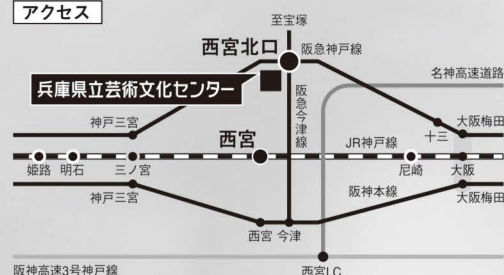 アクセス
至宝塚
西宮北口
阪急神戸線
兵庫県立芸術文化センター
名神高速道路
阪急今津線
神戸三宮
十三
大阪梅田
西宮
JR神戸線
姫路 明石 三ノ宮 尼崎 大阪
神戸三宮
阪神本線
大阪梅田
西宮 今津
阪神高速3号神戸線
西宮I.C.